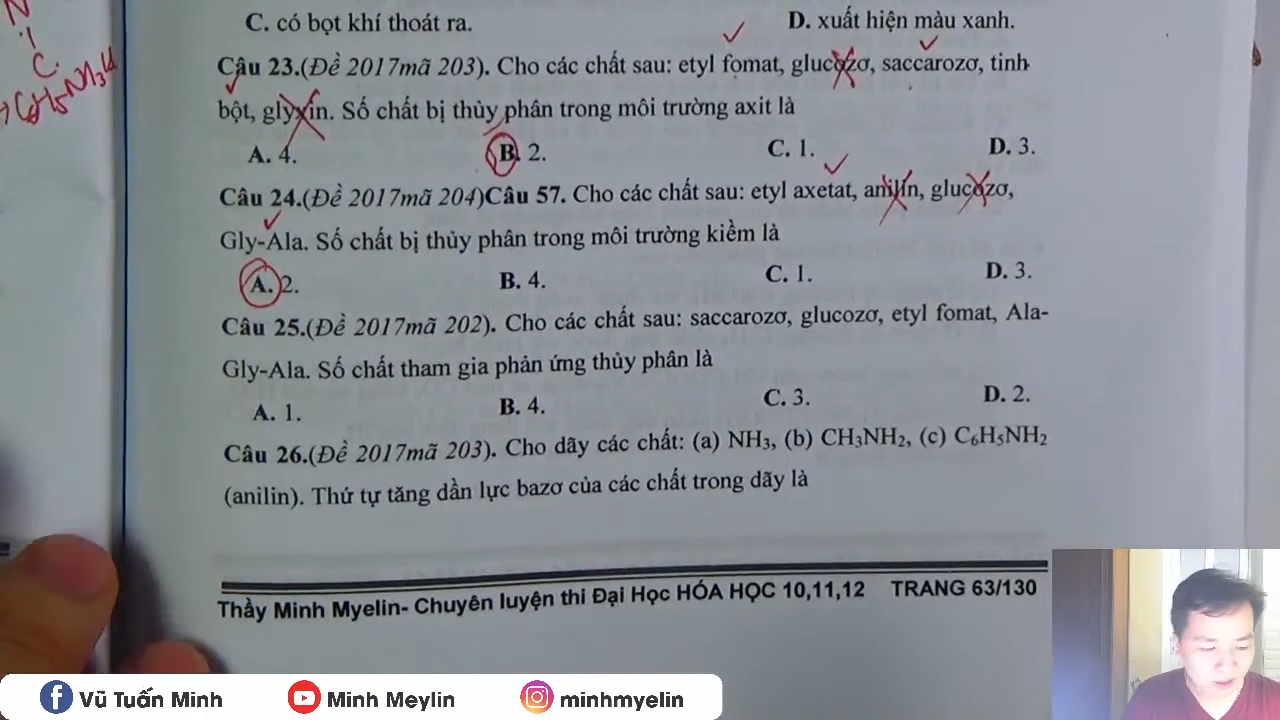 C. có bọt khí thoát ra. D. xuất hiện màu xanh.
Câu 23.(Đề 2017mã 203). Cho các chất sau: etyl fomat, glucozơ, saccarozơ, tinh
bột, glyxin. Số chất bị thủy phân trong môi trường axit là
A. 4. B. 2. C. 1. D. 3.
Câu 24.(Đề 2017mã 204)Câu 57. Cho các chất sau: etyl axetat, anilin, glucozơ,
Gly-Ala. Số chất bị thủy phân trong môi trường kiềm là
A. 2. B. 4. C. 1. D. 3.
Câu 25.(Đề 2017mã 202). Cho các chất sau: saccarozơ, glucozơ, etyl fomat, Ala-
Gly-Ala. Số chất tham gia phản ứng thủy phân là
A. 1. B. 4. C. 3. D. 2.
Câu 26.(Đề 2017mã 203). Cho dãy các chất: (a) NH₃, (b) CH₃NH₂, (c) C₆H₅NH₂
(anilin). Thứ tự tăng dần lực bazơ của các chất trong dãy là
Thầy Minh Myelin- Chuyên luyện thi Đại Học HÓA HỌC 10,11,12 TRANG 63/130
Vũ Tuấn Minh Minh Meylin minhmyelin